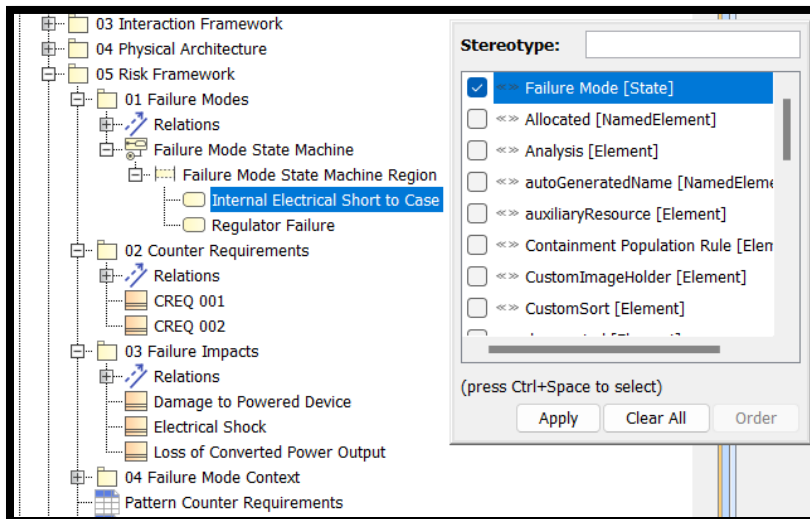 03 Interaction Framework
04 Physical Architecture
05 Risk Framework
01 Failure Modes
Relations
Failure Mode State Machine
Failure Mode State Machine Region
Internal Electrical Short to Case
Regulator Failure
02 Counter Requirements
Relations
CREQ 001
CREQ 002
03 Failure Impacts
Relations
Damage to Powered Device
Electrical Shock
Loss of Converted Power Output
04 Failure Mode Context
Pattern Counter Requirements
Stereotype:
«» Failure Mode [State]
«» Allocated [NamedElement]
«» Analysis [Element]
«» autoGeneratedName [NamedEleme
«» auxiliaryResource [Element]
«» Containment Population Rule [Elem
«» CustomImageHolder [Element]
«» CustomSort [Element]
(press Ctrl+Space to select)
Apply Clear All Order